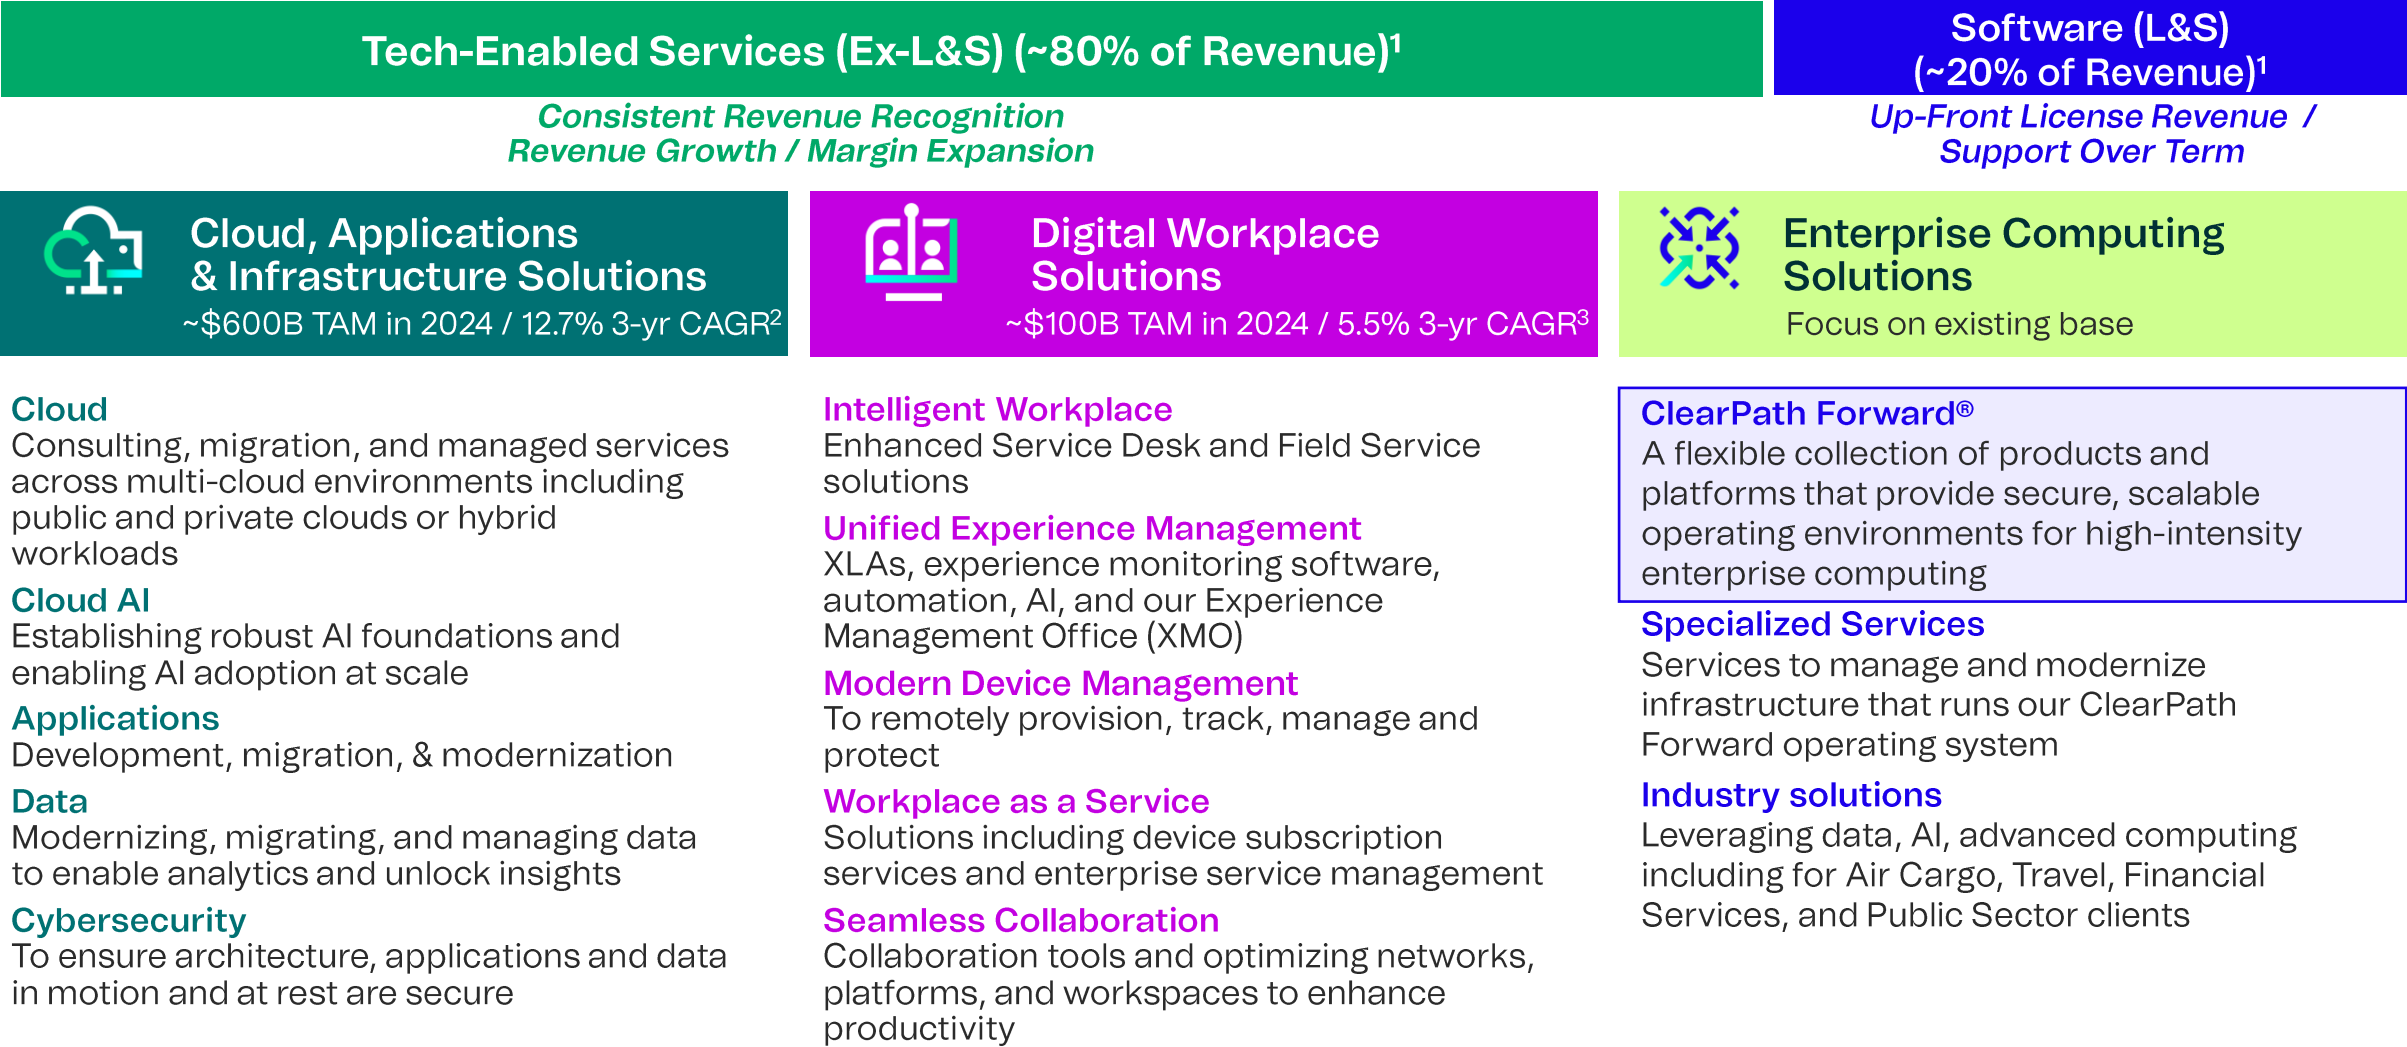 Tech-Enabled Services (Ex-L&S) (~80% of Revenue)¹
Consistent Revenue Recognition
Revenue Growth / Margin Expansion
Software (L&S)
(~20% of Revenue)¹
Up-Front License Revenue /
Support Over Term
Cloud, Applications
& Infrastructure Solutions
~$600B TAM in 2024 / 12.7% 3-yr CAGR²
Cloud
Consulting, migration, and managed services
across multi-cloud environments including
public and private clouds or hybrid
workloads
Cloud AI
Establishing robust AI foundations and
enabling AI adoption at scale
Applications
Development, migration, & modernization
Data
Modernizing, migrating, and managing data
to enable analytics and unlock insights
Cybersecurity
To ensure architecture, applications and data
in motion and at rest are secure
Digital Workplace
Solutions
~$100B TAM in 2024 / 5.5% 3-yr CAGR³
Intelligent Workplace
Enhanced Service Desk and Field Service
solutions
Unified Experience Management
XLAs, experience monitoring software,
automation, AI, and our Experience
Management Office (XMO)
Modern Device Management
To remotely provision, track, manage and
protect
Workplace as a Service
Solutions including device subscription
services and enterprise service management
Seamless Collaboration
Collaboration tools and optimizing networks,
platforms, and workspaces to enhance
productivity
Enterprise Computing
Solutions
Focus on existing base
ClearPath Forward®
A flexible collection of products and
platforms that provide secure, scalable
operating environments for high-intensity
enterprise computing
Specialized Services
Services to manage and modernize
infrastructure that runs our ClearPath
Forward operating system
Industry solutions
Leveraging data, AI, advanced computing
including for Air Cargo, Travel, Financial
Services, and Public Sector clients